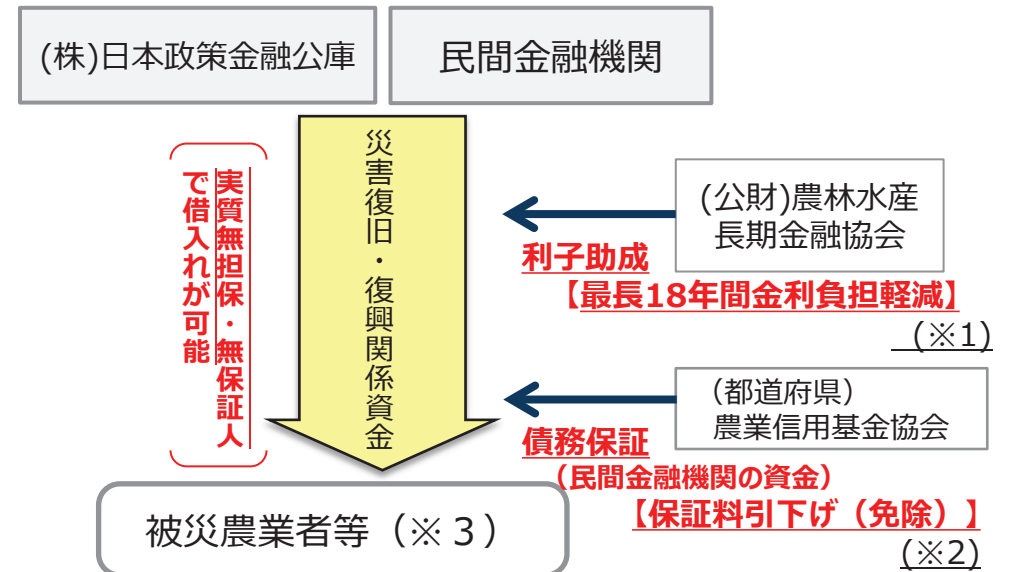 (株)日本政策金融公庫
民間金融機関
実質無担保・無保証人
で借入れが可能
災害復旧・復興関係資金
(公財)農林水産
長期金融協会
利子助成
【最長18年間金利負担軽減】
(※1)
（都道府県）
農業信用基金協会
債務保証
（民間金融機関の資金）
【保証料引下げ（免除）】
(※2)
被災農業者等（※３）